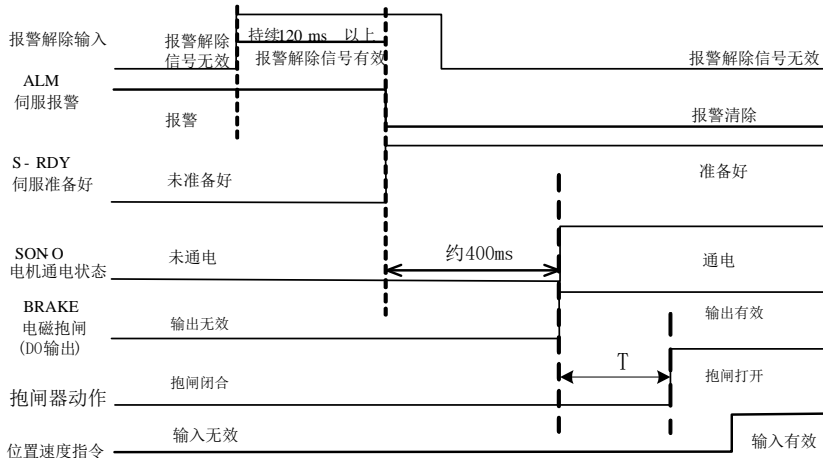 报警解除输入
报警解除
信号无效
持续120 ms 以上
报警解除信号有效
报警解除信号无效
ALM
伺服报警
报警
报警清除
S- RDY
伺服准备好
未准备好
准备好
SON-O
电机通电状态
未通电
约400ms
通电
BRAKE
电磁抱闸
(DO输出)
输出无效
输出有效
T
抱闸器动作
抱闸闭合
抱闸打开
位置速度指令
输入无效
输入有效